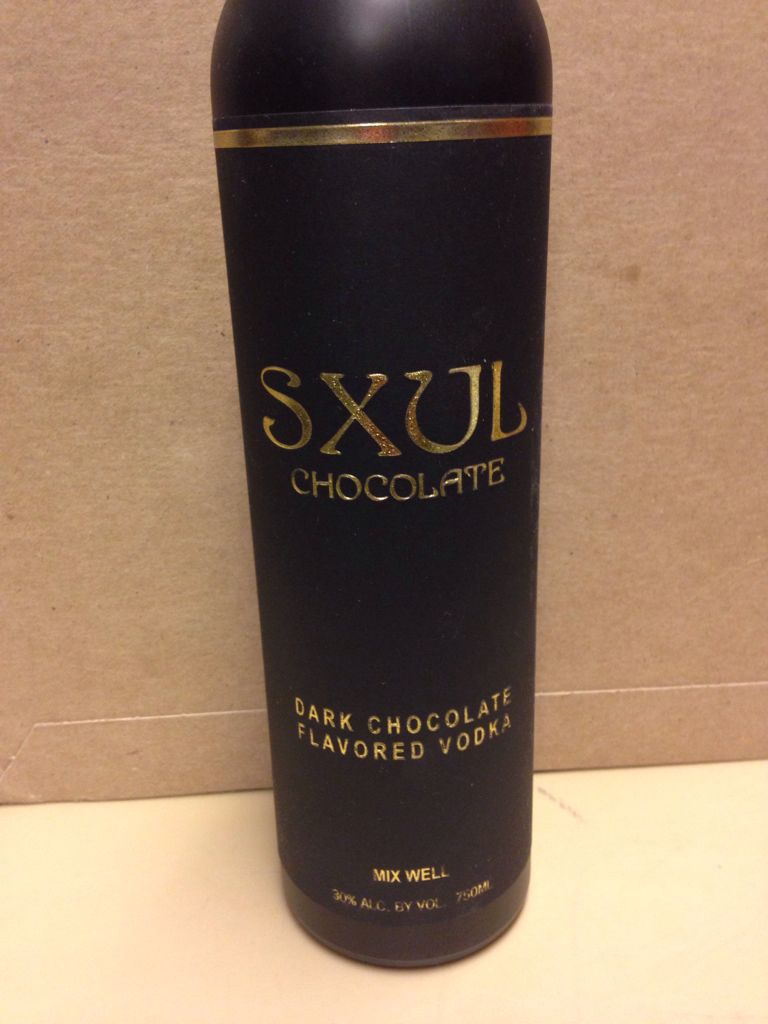 SXUL
CHOCOLATE
DARK CHOCOLATE
FLAVORED VODKA
MIX WELL
30% ALC. BY VOL. 750ML